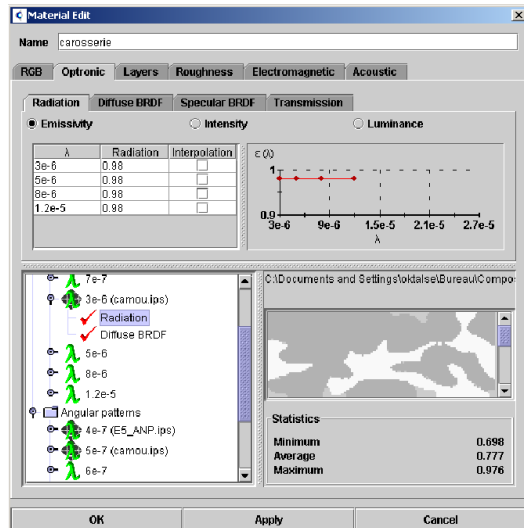 Material Edit
Name carosserie
RGB Optronic Layers Roughness Electromagnetic Acoustic
Radiation Diffuse BRDF Specular BRDF Transmission
Emissivity Intensity Luminance
λ Radiation Interpolation
3e-6 0.98
5e-6 0.98
8e-6 0.98
1.2e-5 0.98
ε (λ)
1
0.9
3e-6 9e-6 1.5e-5 2.1e-5 2.7e-5
λ
7e-7
3e-6 (camou.ips)
Radiation
Diffuse BRDF
5e-6
8e-6
1.2e-5
Angular patterns
4e-7 (E5_ANP.ips)
5e-7 (camou.ips)
6e-7
C:\Documents and Settings\oktalse\Bureau\Compo
Statistics
Minimum 0.698
Average 0.777
Maximum 0.976
OK Apply Cancel